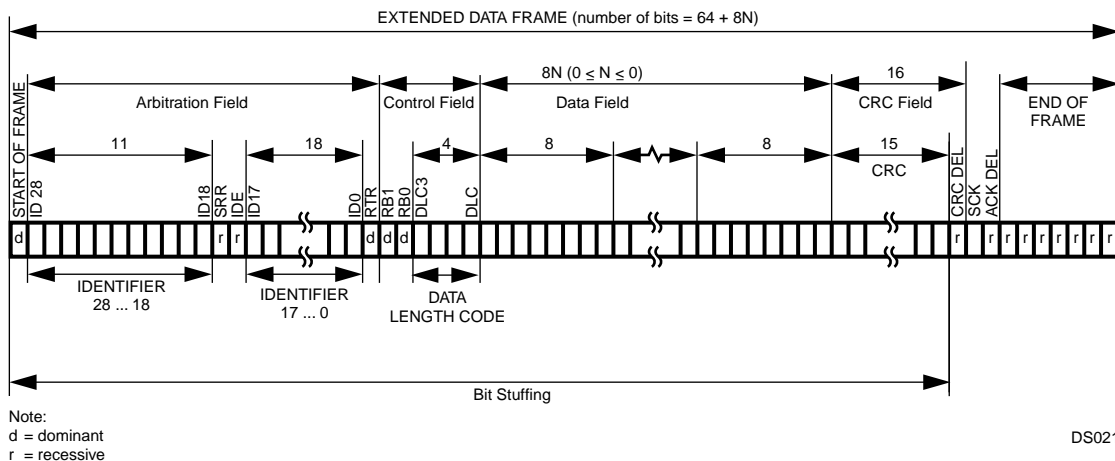 EXTENDED DATA FRAME (number of bits = 64 + 8N)
8N (0 ≤ N ≤ 0)
16
Arbitration Field
Control Field
Data Field
CRC Field
END OF
FRAME
11
18
4
8
8
15
CRC
START OF FRAME
ID 28
ID18
SRR
IDE
ID17
ID0
RTR
RB1
RB0
DLC3
DLC
CRC DEL
SCK
ACK DEL
d r r d d d r r r r r r r r r
IDENTIFIER
28 ... 18
IDENTIFIER
17 ... 0
DATA
LENGTH CODE
Bit Stuffing
Note:
d = dominant
r = recessive
DS021